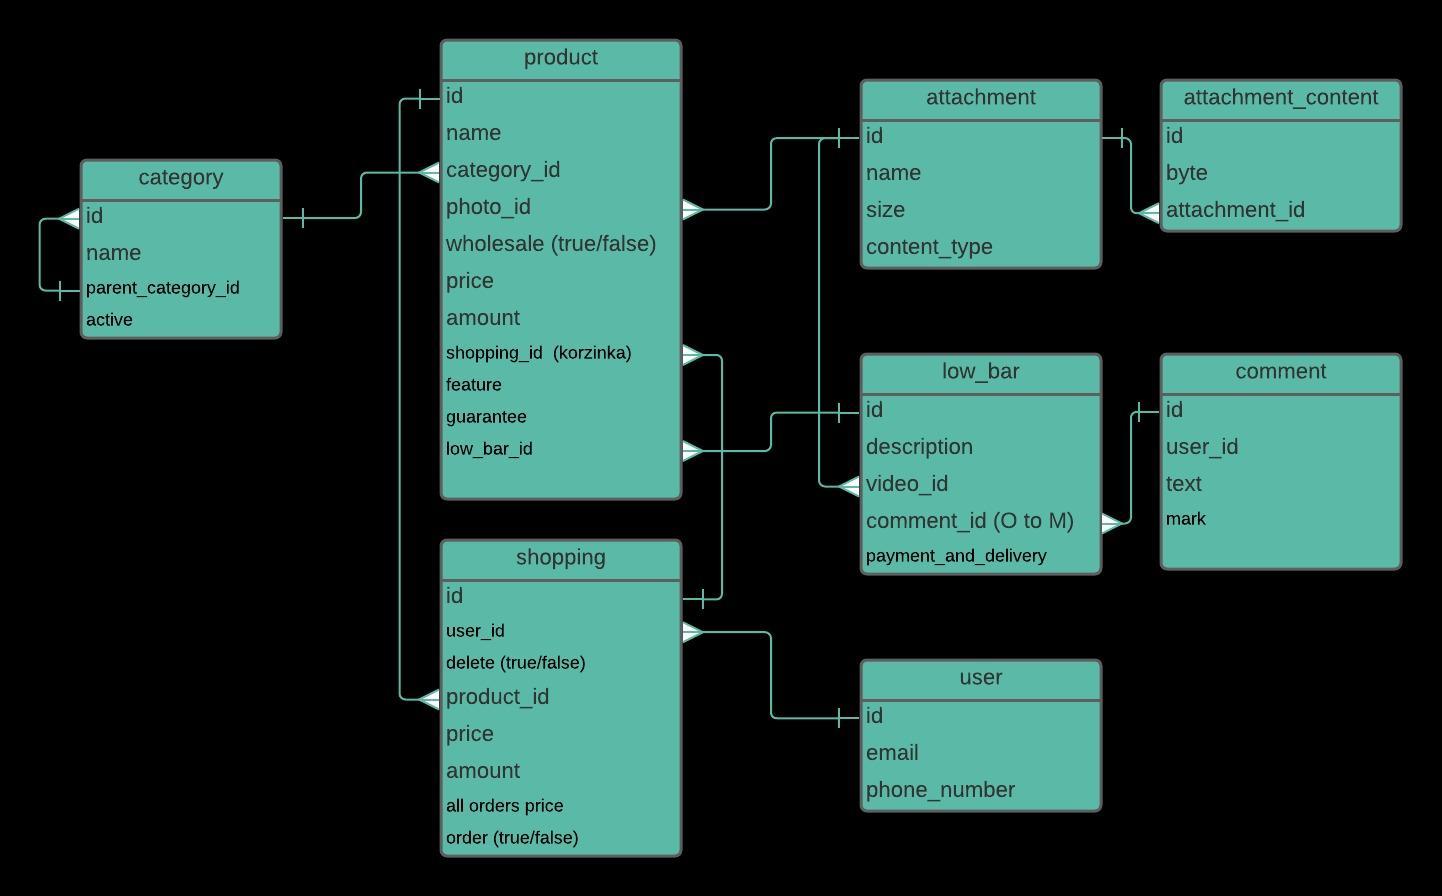 product
id
name
category_id
photo_id
wholesale (true/false)
price
amount
shopping_id  (korzinka)
feature
guarantee
low_bar_id
category
id
name
parent_category_id
active
attachment
id
name
size
content_type
attachment_content
id
byte
attachment_id
low_bar
id
description
video_id
comment_id (O to M)
payment_and_delivery
comment
id
user_id
text
mark
shopping
id
user_id
delete (true/false)
product_id
price
amount
all orders price
order (true/false)
user
id
email
phone_number